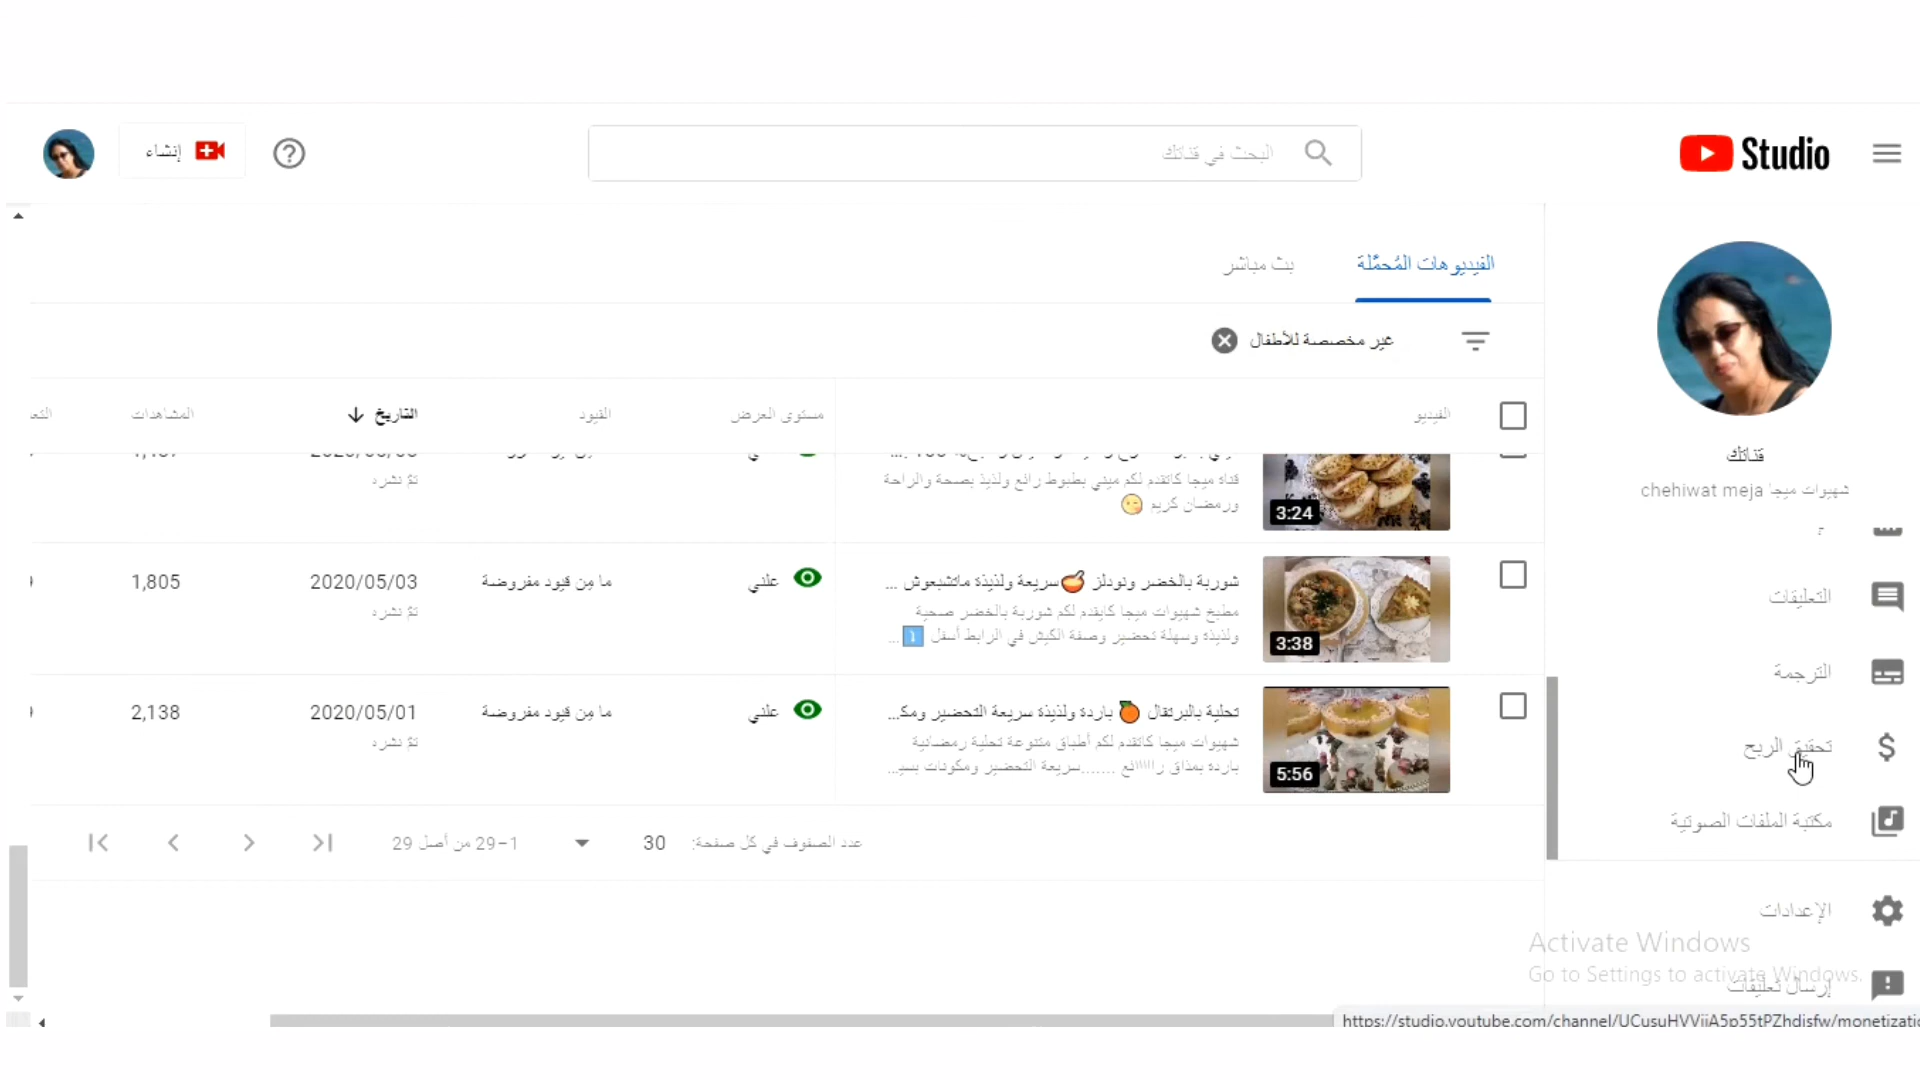 Studio
البحث في قناتك
إنشاء
الفيديوهات المُحمَّلة
بث مباشر
غير مخصصة للأطفال
الفيديو
مستوى العرض
القيود
التاريخ
المشاهدات
قناة ميجا كاتقدم لكم ميني بطبوط رائع ولذيذ بصحة والراحة
ورمضان كريم 😋
3:24
تمّ نشره
شوربة بالخضر ونودلز 🍲سريعة ولذيذة ماتشبعوش ...
مطبخ شهيوات ميجا كايقدم لكم شوربة بالخضر صحية
ولذيذة وسهلة تحضير وصفة الكيش في الرابط أسفل ⤵ ...
3:38
علني
ما مِن قيود مفروضة
2020/05/03
تمّ نشره
1,805
تحلية بالبرتقال 🍊 باردة ولذيذة سريعة التحضير ومكـ...
شهيوات ميجا كاتقدم لكم أطباق متنوعة تحلية رمضانية
باردة بمذاق رااااائع .......سريعة التحضير ومكونات بسيـ...
5:56
علني
ما مِن قيود مفروضة
2020/05/01
تمّ نشره
2,138
عدد الصفوف في كل صفحة:
30
1–29 من أصل 29
قناتك
شهيوات ميجا chehiwat meja
التعليقات
الترجمة
تحقيق الربح
مكتبة الملفات الصوتية
الإعدادات
إرسال تعليقات
Activate Windows
Go to Settings to activate Windows.
https://studio.youtube.com/channel/UCusuHVVijA5p55tPZhdisfw/monetizatio